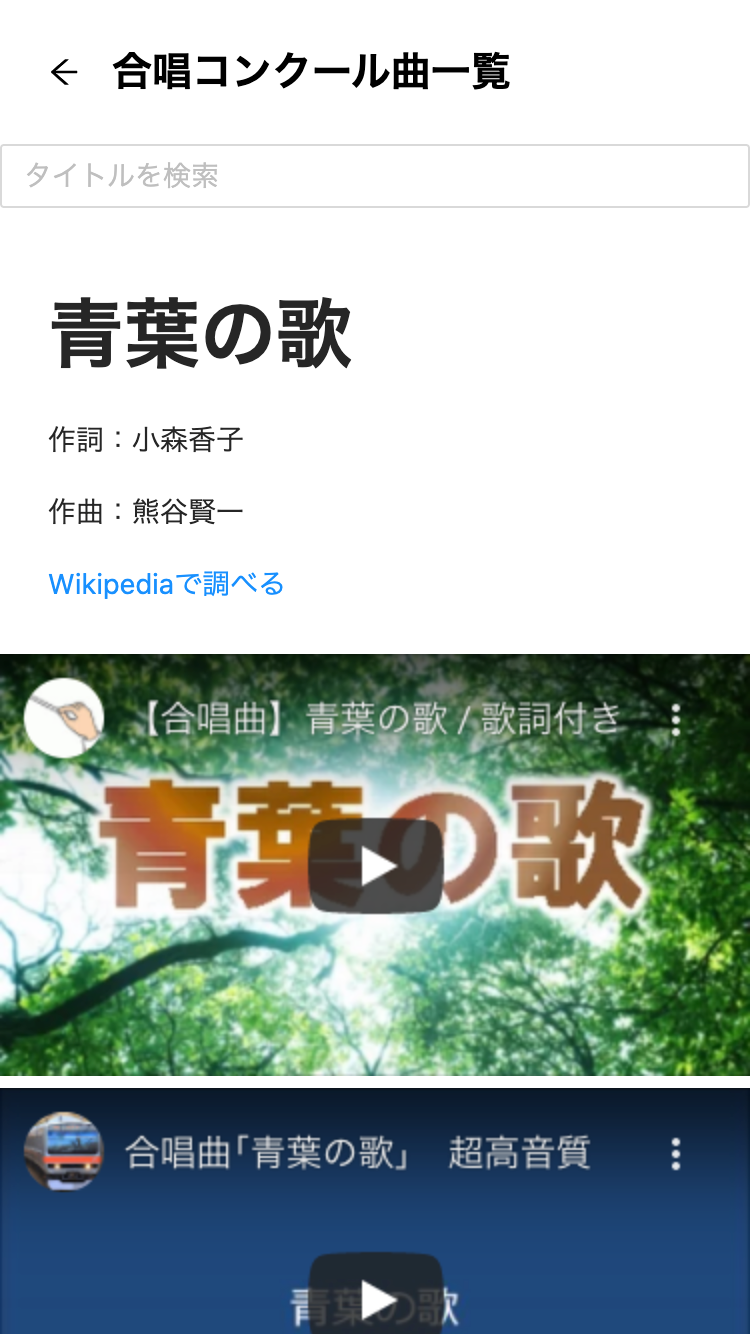 合唱コンクール曲一覧
タイトルを検索
青葉の歌
作詞：小森香子
作曲：熊谷賢一
Wikipediaで調べる
【合唱曲】青葉の歌 / 歌詞付き
青葉の歌
合唱曲「青葉の歌」　超高音質
青葉の歌